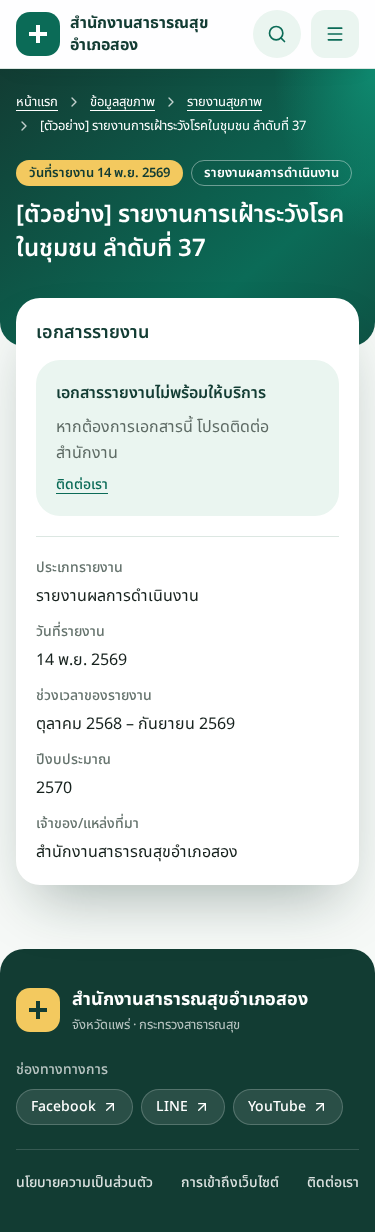 สำนักงานสาธารณสุข
อำเภอสอง
หน้าแรก > ข้อมูลสุขภาพ > รายงานสุขภาพ
> [ตัวอย่าง] รายงานการเฝ้าระวังโรคในชุมชน ลำดับที่ 37
วันที่รายงาน 14 พ.ย. 2569 รายงานผลการดำเนินงาน
[ตัวอย่าง] รายงานการเฝ้าระวังโรค
ในชุมชน ลำดับที่ 37
เอกสารรายงาน
เอกสารรายงานไม่พร้อมให้บริการ
หากต้องการเอกสารนี้ โปรดติดต่อ
สำนักงาน
ติดต่อเรา
ประเภทรายงาน
รายงานผลการดำเนินงาน
วันที่รายงาน
14 พ.ย. 2569
ช่วงเวลาของรายงาน
ตุลาคม 2568 – กันยายน 2569
ปีงบประมาณ
2570
เจ้าของ/แหล่งที่มา
สำนักงานสาธารณสุขอำเภอสอง
สำนักงานสาธารณสุขอำเภอสอง
จังหวัดแพร่ · กระทรวงสาธารณสุข
ช่องทางทางการ
Facebook LINE YouTube
นโยบายความเป็นส่วนตัว การเข้าถึงเว็บไซต์ ติดต่อเรา